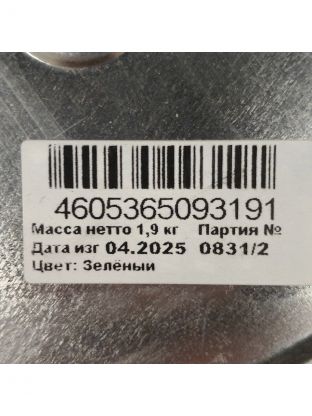 4605365093191
Масса нетто 1,9 кг Партия №
Дата изг 04.2025 0831/2
Цвет: Зелёный